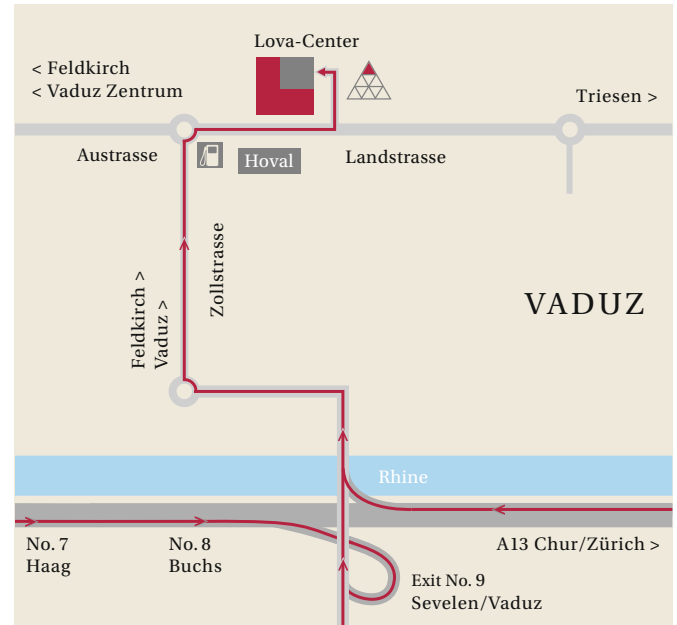 Lova-Center
< Feldkirch
< Vaduz Zentrum
Triesen >
Austrasse
Hoval
Landstrasse
Zollstrasse
Feldkirch >
Vaduz >
VADUZ
Rhine
No. 7
Haag
No. 8
Buchs
A13 Chur/Zürich >
Exit No. 9
Sevelen/Vaduz